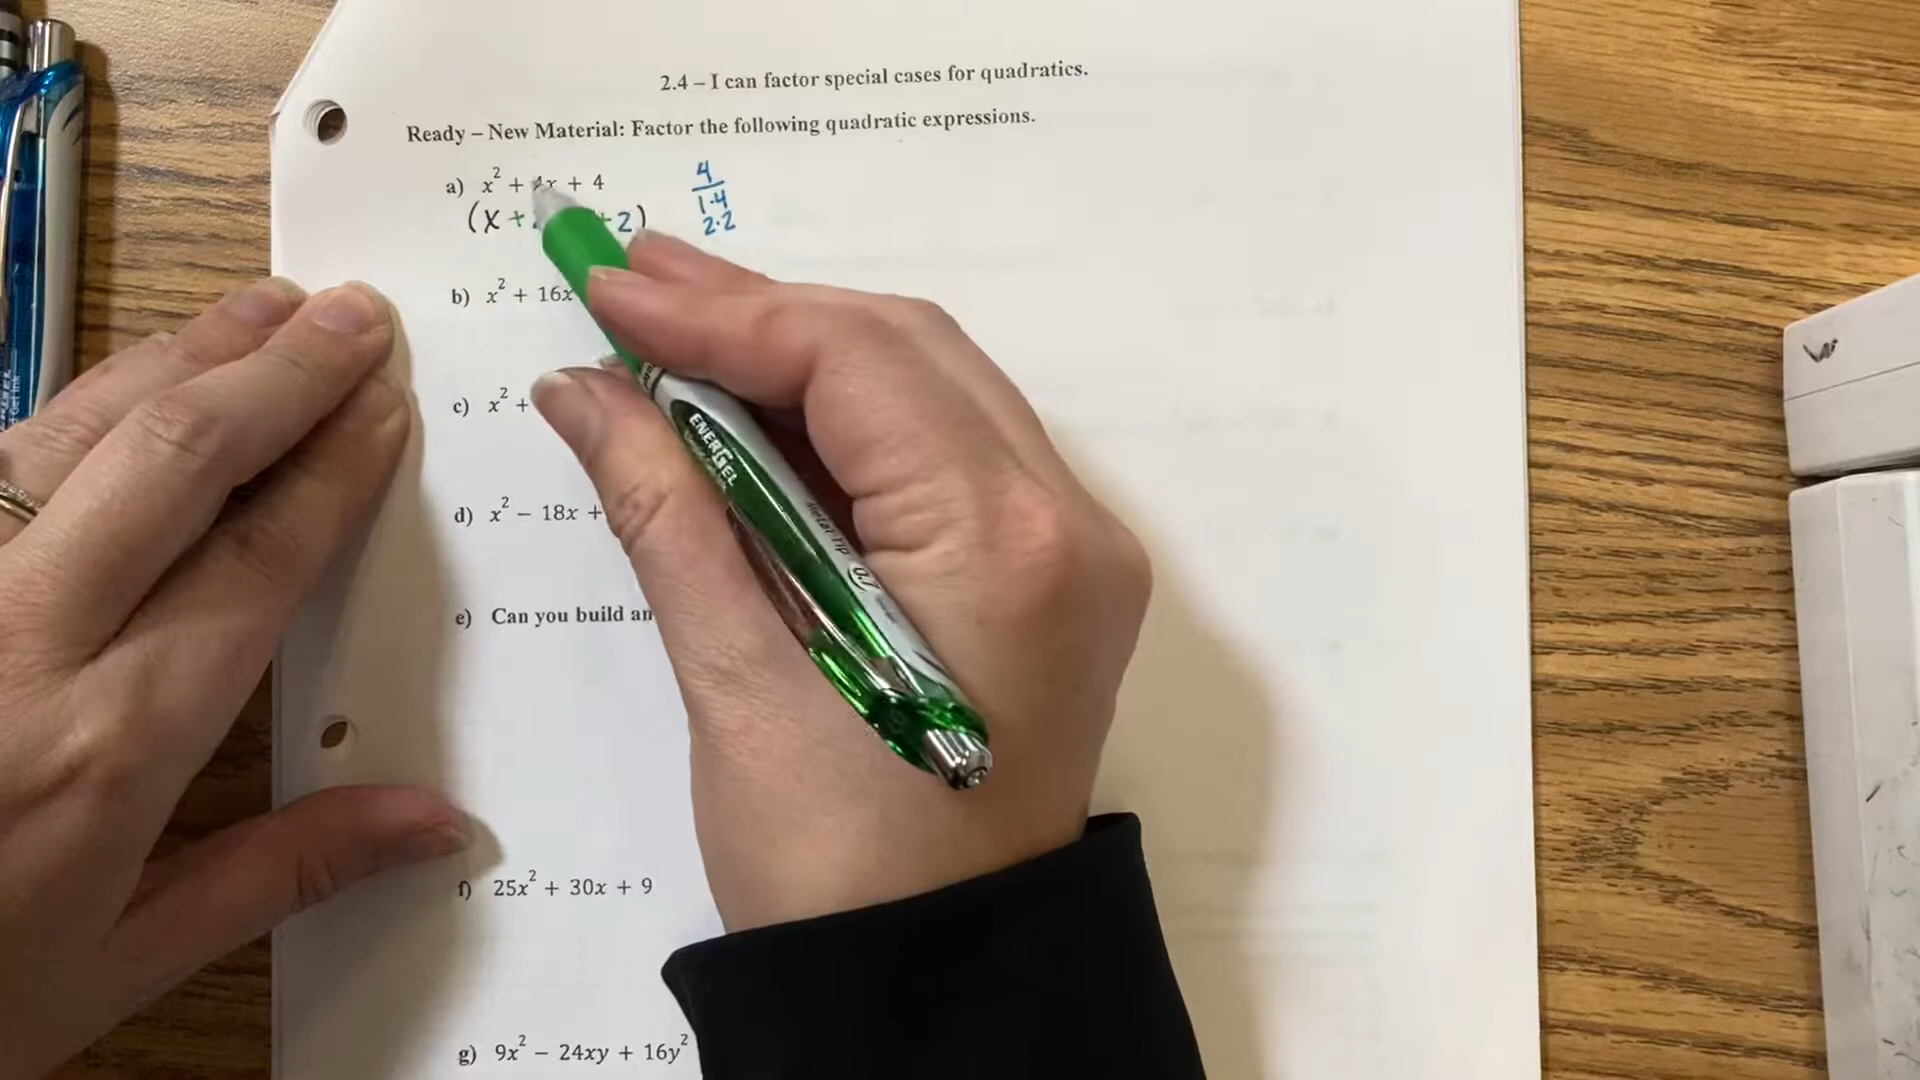 2.4 – I can factor special cases for quadratics.
Ready – New Material: Factor the following quadratic expressions.
a) x² + 4x + 4
4
1·4
2·2
(x + +2)
b) x² + 16x
c) x² +
d) x² − 18x +
e) Can you build an
f) 25x² + 30x + 9
g) 9x² − 24xy + 16y²
ENERGEL
Metal Tip 0.7